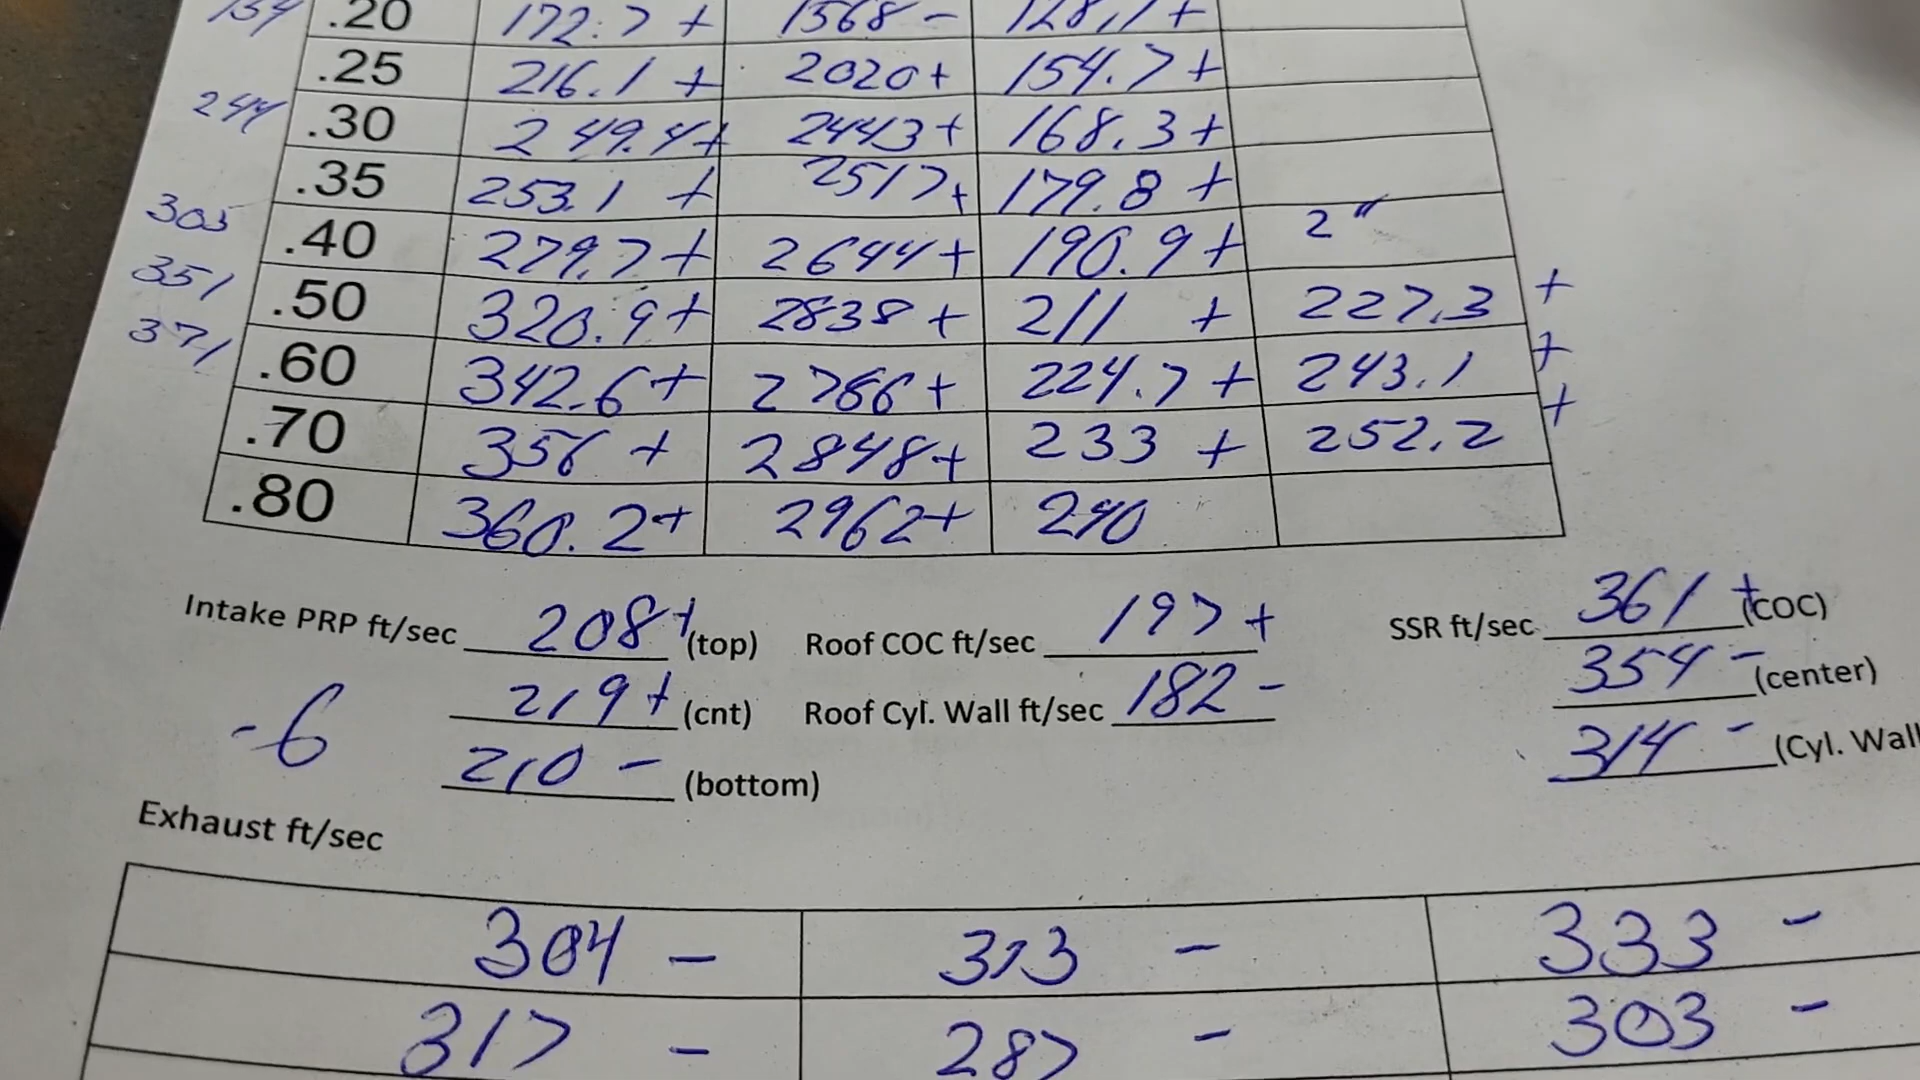 154 .20 172.7 + 1568 - 128.1 +
.25 216.1 + 2020+ 154.7 +
244 .30 249.4+ 2443+ 168.3+
.35 253.1 + 2517+ 179.8 +
303 .40 279.7+ 2644+ 190.9+ 2"
351 .50 320.9+ 2838 + 211 + 227.3 +
371 .60 342.6+ 2786+ 224.7 + 243.1 +
.70 356 + 2848+ 233 + 252.2 +
.80 360.2+ 2962+ 240
Intake PRP ft/sec 208+ (top) Roof COC ft/sec 197+ SSR ft/sec 361+ (COC)
-6 219+ (cnt) Roof Cyl. Wall ft/sec 182- 354- (center)
210 - (bottom) 314 - (Cyl. Wall
Exhaust ft/sec
304 - 313 - 333 -
317 - 287 - 303 -